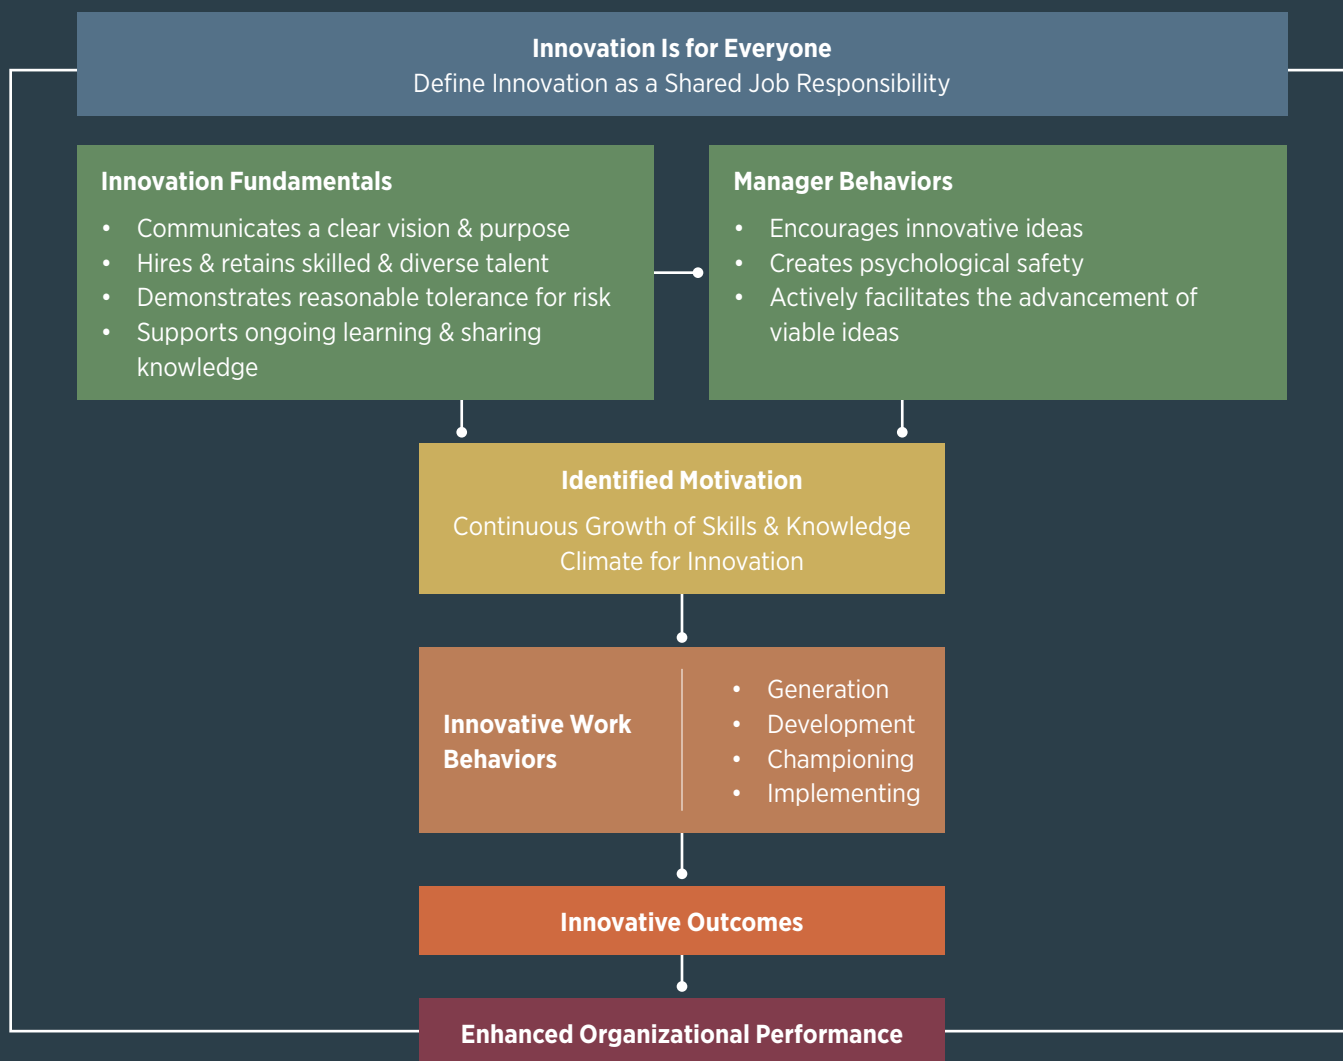 Innovation Is for Everyone
Define Innovation as a Shared Job Responsibility
Innovation Fundamentals
• Communicates a clear vision & purpose
• Hires & retains skilled & diverse talent
• Demonstrates reasonable tolerance for risk
• Supports ongoing learning & sharing
knowledge
Manager Behaviors
• Encourages innovative ideas
• Creates psychological safety
• Actively facilitates the advancement of
viable ideas
Identified Motivation
Continuous Growth of Skills & Knowledge
Climate for Innovation
Innovative Work
Behaviors
• Generation
• Development
• Championing
• Implementing
Innovative Outcomes
Enhanced Organizational Performance